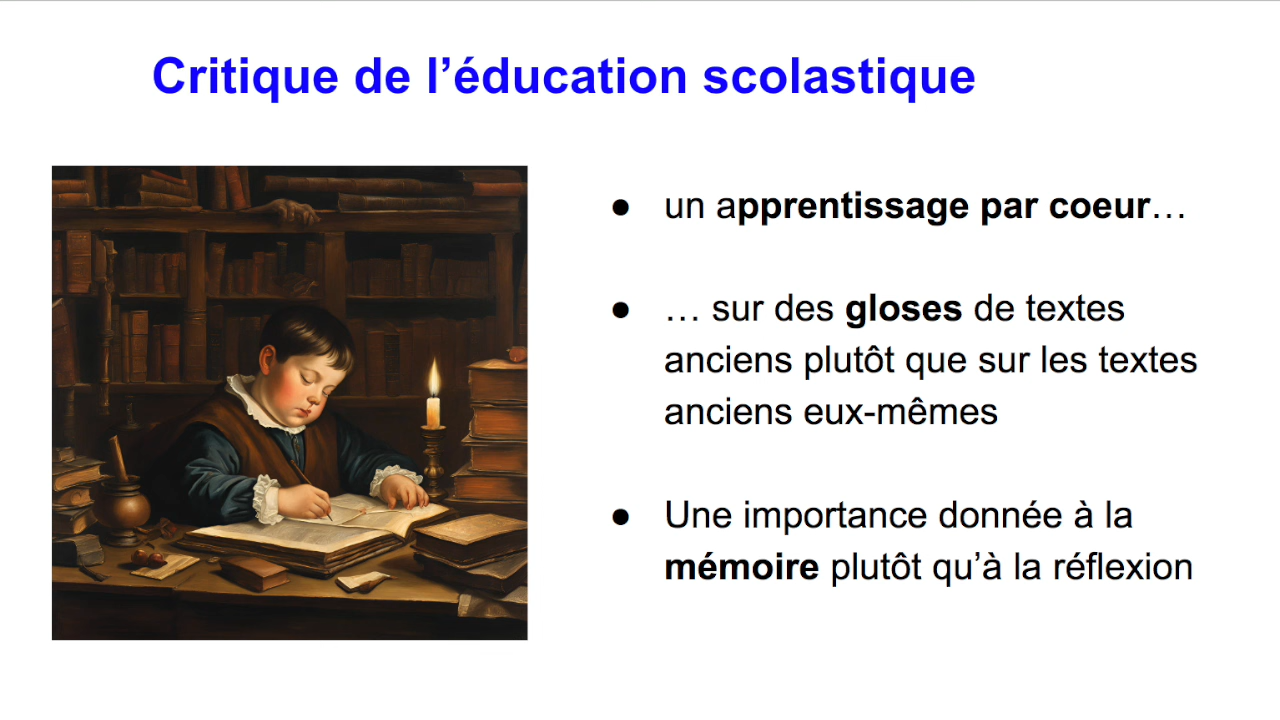 Critique de l’éducation scolastique
● un apprentissage par coeur…
● … sur des gloses de textes
anciens plutôt que sur les textes
anciens eux-mêmes
● Une importance donnée à la
mémoire plutôt qu’à la réflexion